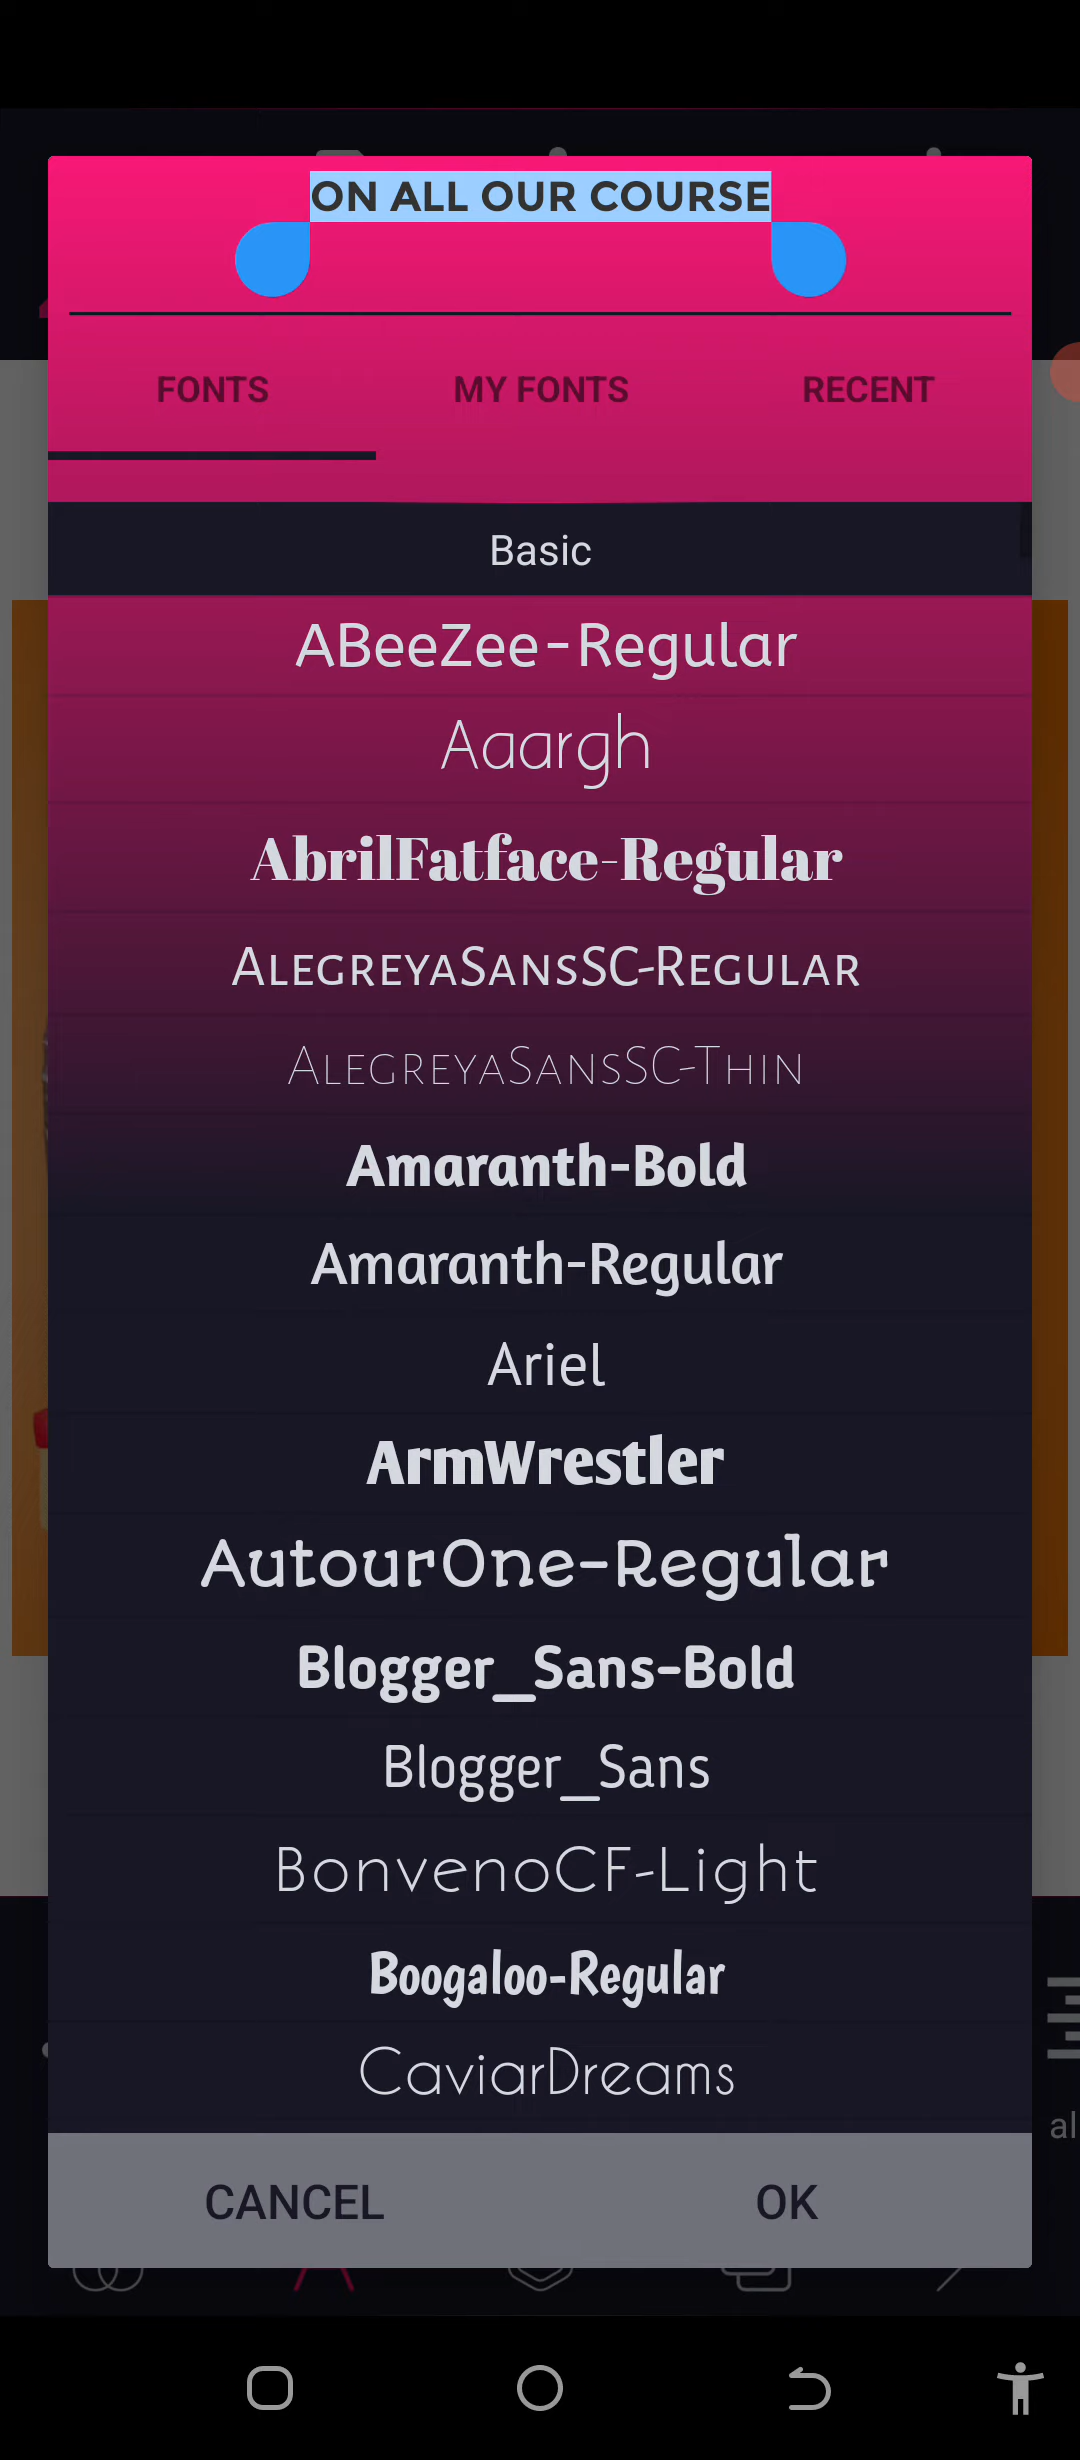 ON ALL OUR COURSE
FONTS MY FONTS RECENT
Basic
ABeeZee-Regular
Aaargh
AbrilFatface-Regular
AlegreyaSansSC-Regular
AlegreyaSansSC-Thin
Amaranth-Bold
Amaranth-Regular
Ariel
ArmWrestler
AutourOne-Regular
Blogger_Sans-Bold
Blogger_Sans
BonvenoCF-Light
Boogaloo-Regular
CaviarDreams
al
CANCEL OK